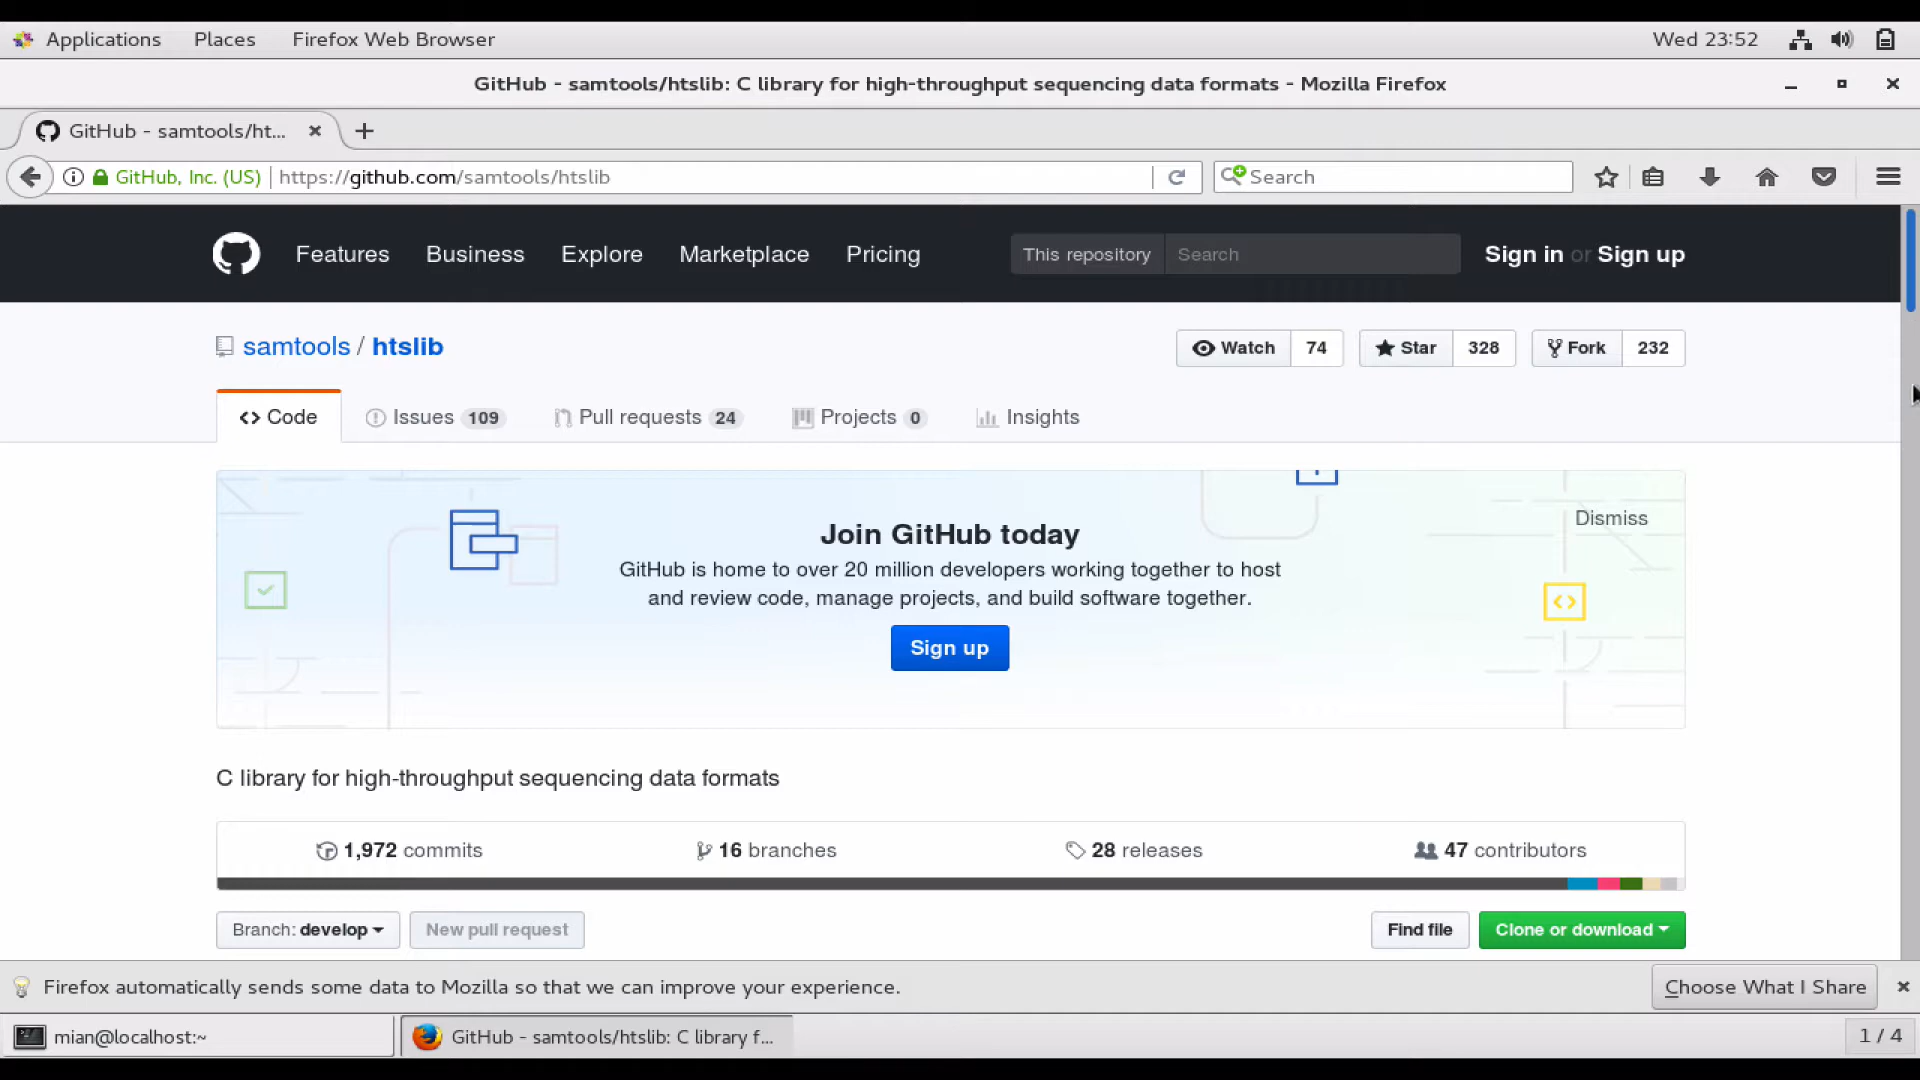 Applications Places Firefox Web Browser Wed 23:52
GitHub - samtools/htslib: C library for high-throughput sequencing data formats - Mozilla Firefox
GitHub - samtools/ht...
GitHub, Inc. (US) https://github.com/samtools/htslib Search
Features Business Explore Marketplace Pricing This repository Search Sign in or Sign up
samtools / htslib Watch 74 Star 328 Fork 232
Code Issues 109 Pull requests 24 Projects 0 Insights
Dismiss
Join GitHub today
GitHub is home to over 20 million developers working together to host
and review code, manage projects, and build software together.
Sign up
C library for high-throughput sequencing data formats
1,972 commits 16 branches 28 releases 47 contributors
Branch: develop New pull request Find file Clone or download
Firefox automatically sends some data to Mozilla so that we can improve your experience. Choose What I Share
mian@localhost:~ GitHub - samtools/htslib: C library f... 1 / 4